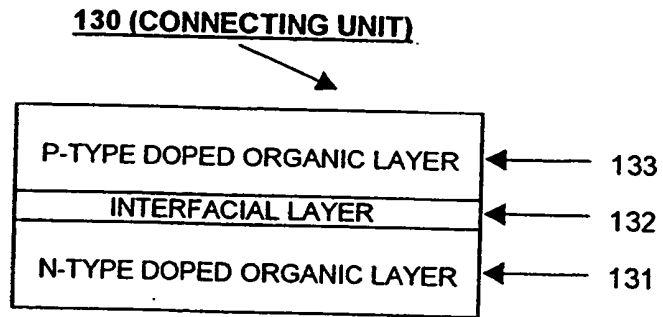 130 (CONNECTING UNIT)
P-TYPE DOPED ORGANIC LAYER 133
INTERFACIAL LAYER 132
N-TYPE DOPED ORGANIC LAYER 131